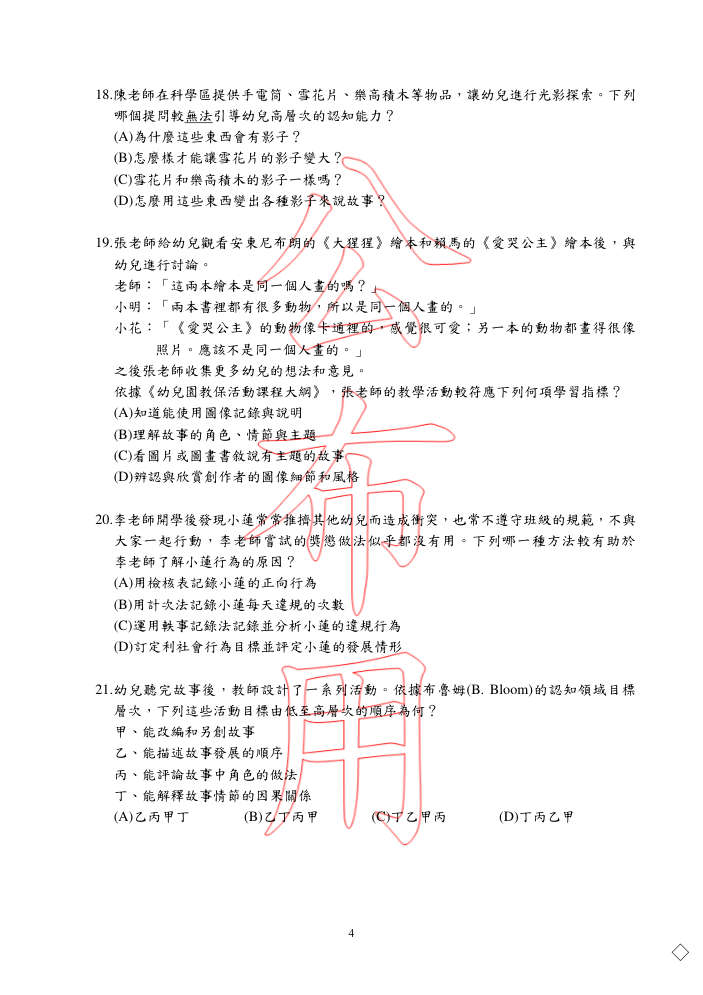 18.陳老師在科學區提供手電筒、雪花片、樂高積木等物品，讓幼兒進行光影探索。下列
哪個提問較無法引導幼兒高層次的認知能力？
(A)為什麼這些東西會有影子？
(B)怎麼樣才能讓雪花片的影子變大？
(C)雪花片和樂高積木的影子一樣嗎？
(D)怎麼用這些東西變出各種影子來說故事？
19.張老師給幼兒觀看安東尼布朗的《大猩猩》繪本和賴馬的《愛哭公主》繪本後，與
幼兒進行討論。
老師：「這兩本繪本是同一個人畫的嗎？」
小明：「兩本書裡都有很多動物，所以是同一個人畫的。」
小花：「《愛哭公主》的動物像卡通裡的，感覺很可愛；另一本的動物都畫得很像
照片。應該不是同一個人畫的。」
之後張老師收集更多幼兒的想法和意見。
依據《幼兒園教保活動課程大綱》，張老師的教學活動較符應下列何項學習指標？
(A)知道能使用圖像記錄與說明
(B)理解故事的角色、情節與主題
(C)看圖片或圖畫書敘說有主題的故事
(D)辨認與欣賞創作者的圖像細節和風格
20.李老師開學後發現小蓮常常推擠其他幼兒而造成衝突，也常不遵守班級的規範，不與
大家一起行動，李老師嘗試的獎懲做法似乎都沒有用。下列哪一種方法較有助於
李老師了解小蓮行為的原因？
(A)用檢核表記錄小蓮的正向行為
(B)用計次法記錄小蓮每天違規的次數
(C)運用軼事記錄法記錄並分析小蓮的違規行為
(D)訂定利社會行為目標並評定小蓮的發展情形
21.幼兒聽完故事後，教師設計了一系列活動。依據布魯姆(B. Bloom)的認知領域目標
層次，下列這些活動目標由低至高層次的順序為何？
甲、能改編和另創故事
乙、能描述故事發展的順序
丙、能評論故事中角色的做法
丁、能解釋故事情節的因果關係
(A)乙丙甲丁 (B)乙丁丙甲 (C)丁乙甲丙 (D)丁丙乙甲
公布用
4